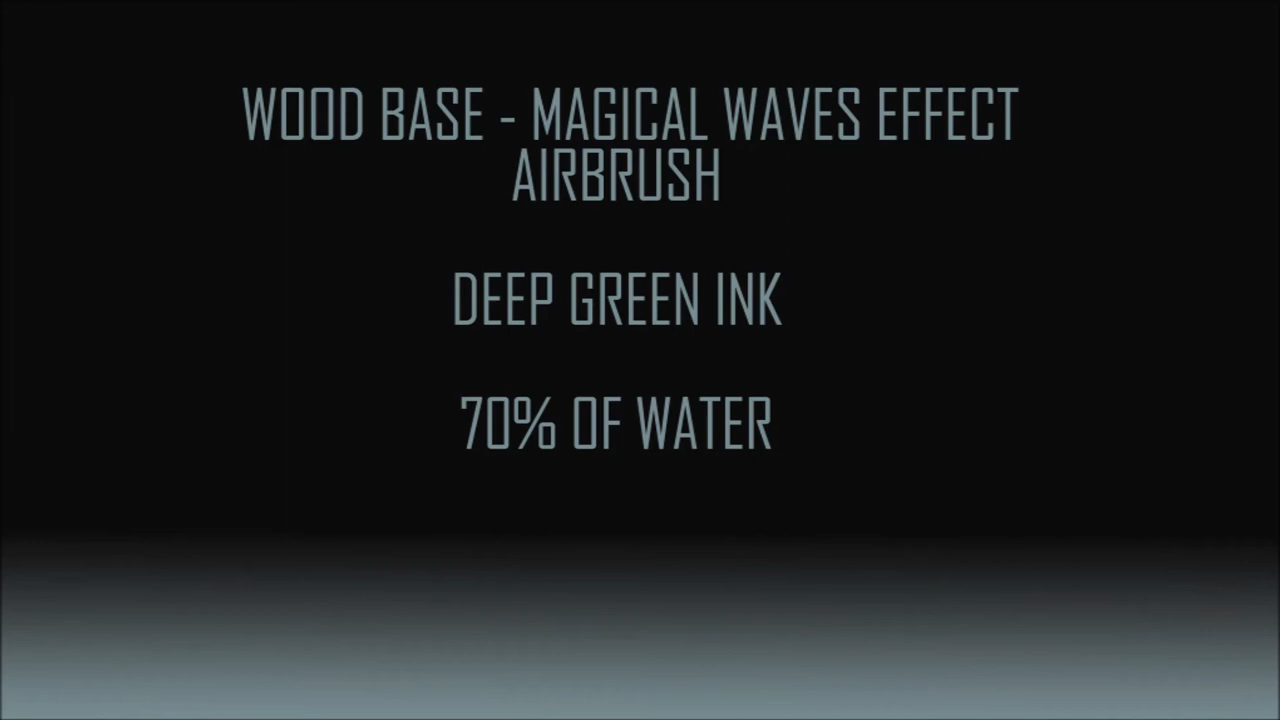 WOOD BASE - MAGICAL WAVES EFFECT
AIRBRUSH
DEEP GREEN INK
70% OF WATER